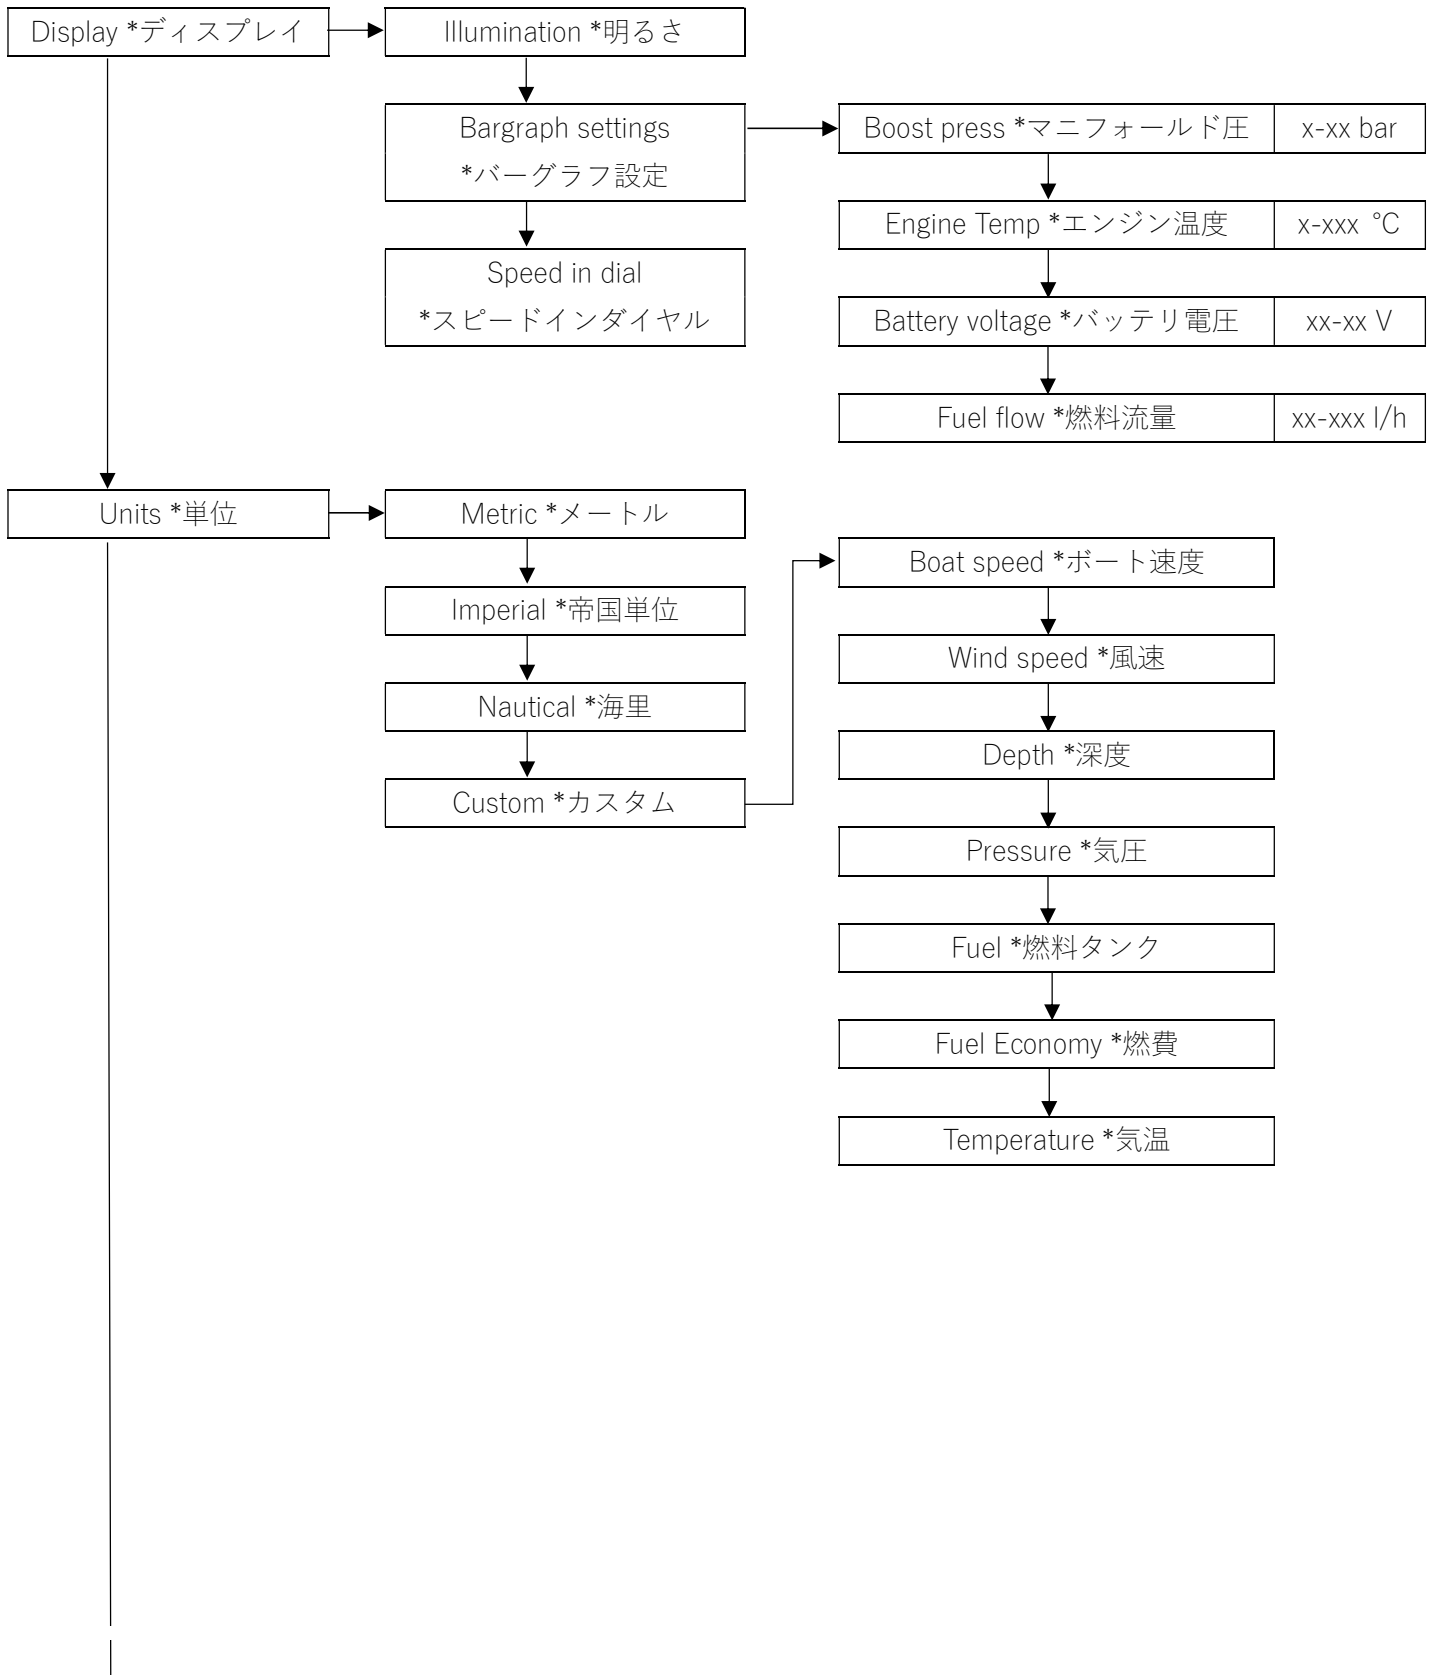 Display *ディスプレイ
Illumination *明るさ
Bargraph settings
*バーグラフ設定
Speed in dial
*スピードインダイヤル
Boost press *マニフォールド圧 x-xx bar
Engine Temp *エンジン温度 x-xxx °C
Battery voltage *バッテリ電圧 xx-xx V
Fuel flow *燃料流量 xx-xxx l/h
Units *単位
Metric *メートル
Imperial *帝国単位
Nautical *海里
Custom *カスタム
Boat speed *ボート速度
Wind speed *風速
Depth *深度
Pressure *気圧
Fuel *燃料タンク
Fuel Economy *燃費
Temperature *気温